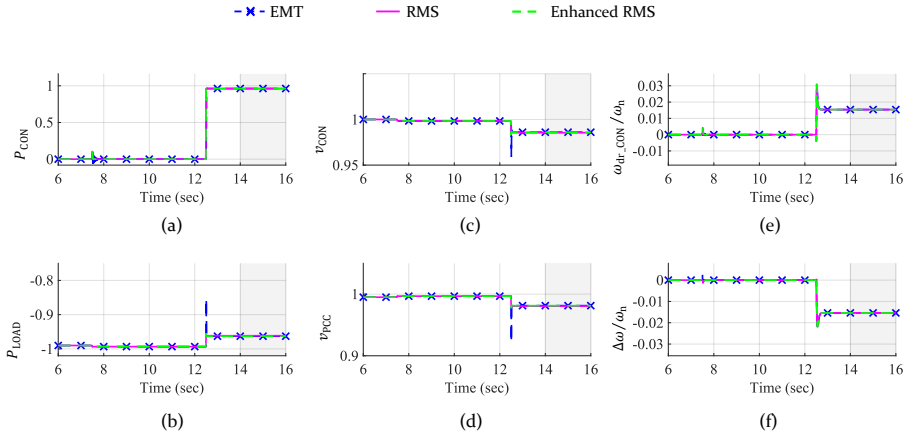 EMT RMS Enhanced RMS
P_CON
1
0.5
0
6 8 10 12 14 16
Time (sec)
(a)
v_CON
1
0.95
6 8 10 12 14 16
Time (sec)
(c)
ω_dr_CON / ω_n
0.03
0.02
0.01
0
-0.01
6 8 10 12 14 16
Time (sec)
(e)
P_LOAD
-0.8
-0.9
-1
6 8 10 12 14 16
Time (sec)
(b)
v_PCC
1
0.9
6 8 10 12 14 16
Time (sec)
(d)
Δω/ω_n
0
-0.01
-0.02
-0.03
6 8 10 12 14 16
Time (sec)
(f)